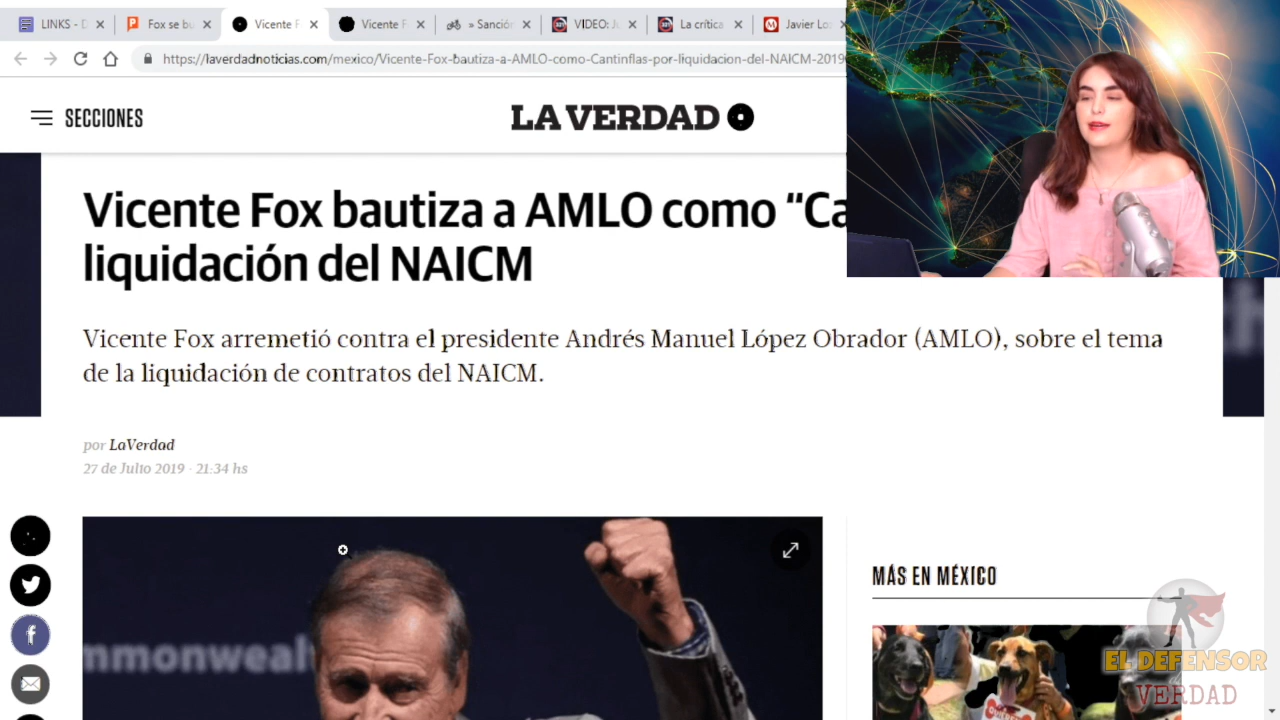 LINKS - D
Fox se bu
Vicente F
Vicente F
» Sanción
VIDEO: Ju
La crítica
Javier Lo
https://laverdadnoticias.com/mexico/Vicente-Fox-bautiza-a-AMLO-como-Cantinflas-por-liquidacion-del-NAICM-2019
SECCIONES
LA VERDAD
Vicente Fox bautiza a AMLO como “Ca
liquidación del NAICM
Vicente Fox arremetió contra el presidente Andrés Manuel López Obrador (AMLO), sobre el tema
de la liquidación de contratos del NAICM.
por LaVerdad
27 de Julio 2019 - 21:34 hs
mmonwealt
MÁS EN MÉXICO
EL DEFENSOR
VERDAD